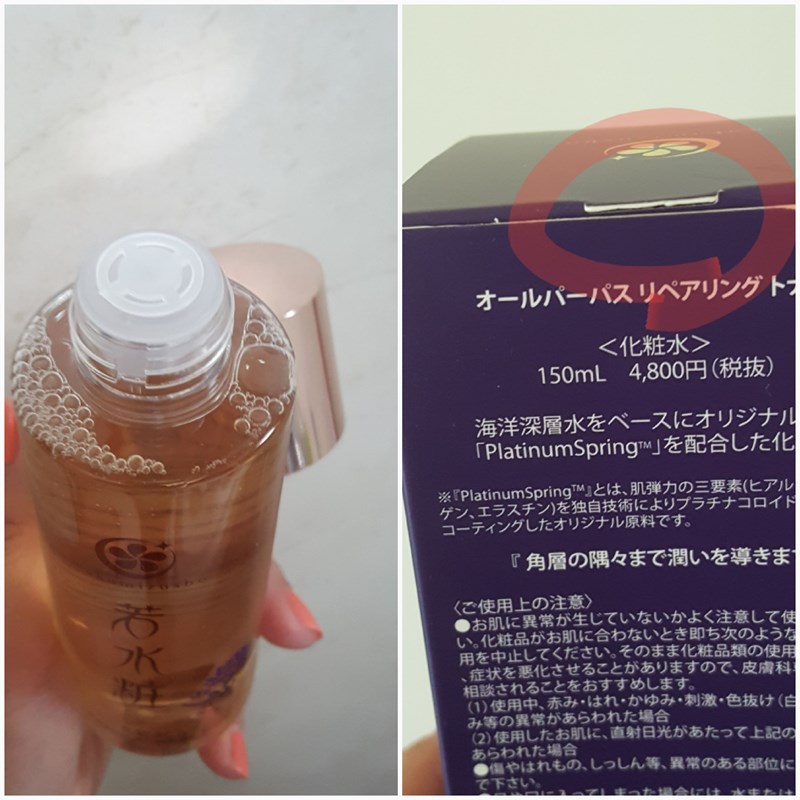 若水粧
オールパーパス リペアリング ト
<化粧水>
150mL 4,800円(税抜)
海洋深層水をベースにオリジナル
「PlatinumSpring™」を配合した化
※『PlatinumSpring™』とは、肌弾力の三要素(ヒアル
ゲン、エラスチン)を独自技術によりプラチナコロイド
コーティングしたオリジナル原料です。
『 角層の隅々まで潤いを導きます
〈ご使用上の注意〉
●お肌に異常が生じていないかよく注意して使
い。化粧品がお肌に合わないとき即ち次のような
用を中止してください。そのまま化粧品類の使用
、症状を悪化させることがありますので、皮膚科専
相談されることをおすすめします。
(1)使用中、赤み・はれ・かゆみ・刺激・色抜け(白
み等の異常があらわれた場合
(2)使用したお肌に、直射日光があたって上記の
あらわれた場合
●傷やはれもの、しっしん等、異常のある部位に
で下さい。